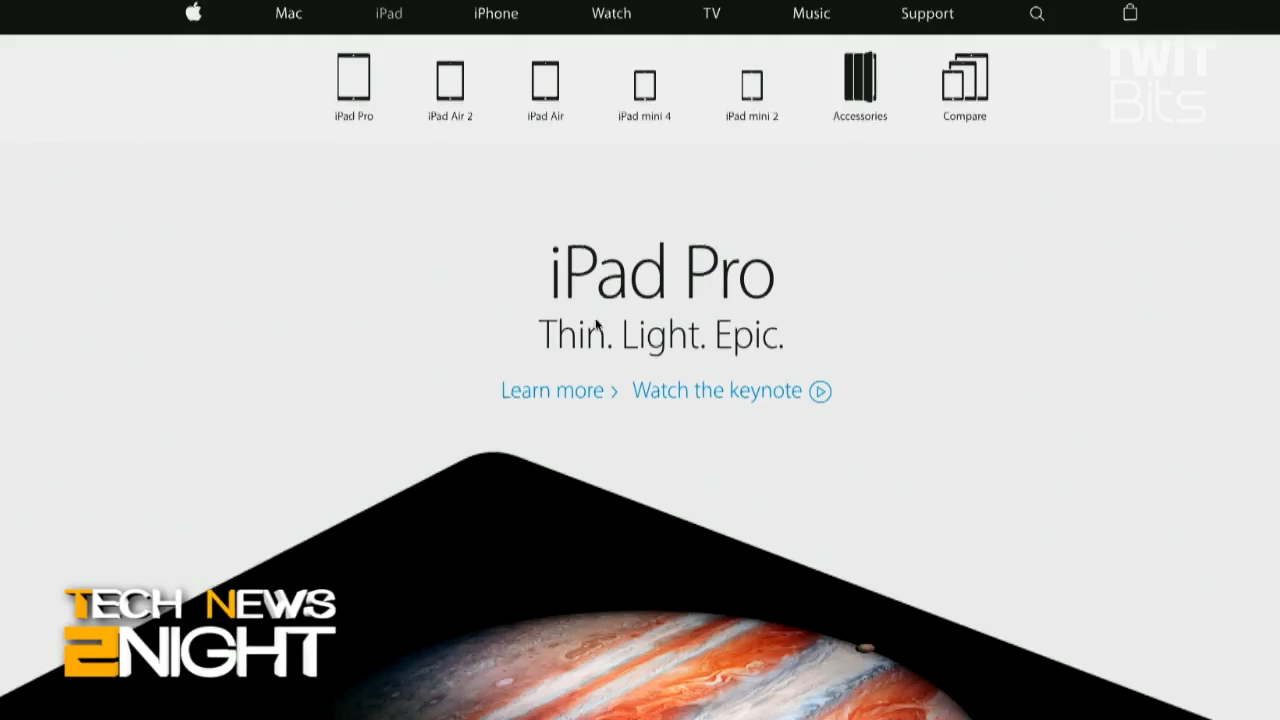 Mac iPad iPhone Watch TV Music Support
TWiT
Bits
iPad Pro iPad Air 2 iPad Air iPad mini 4 iPad mini 2 Accessories Compare
iPad Pro
Thin. Light. Epic.
Learn more > Watch the keynote
TECH NEWS
2NIGHT